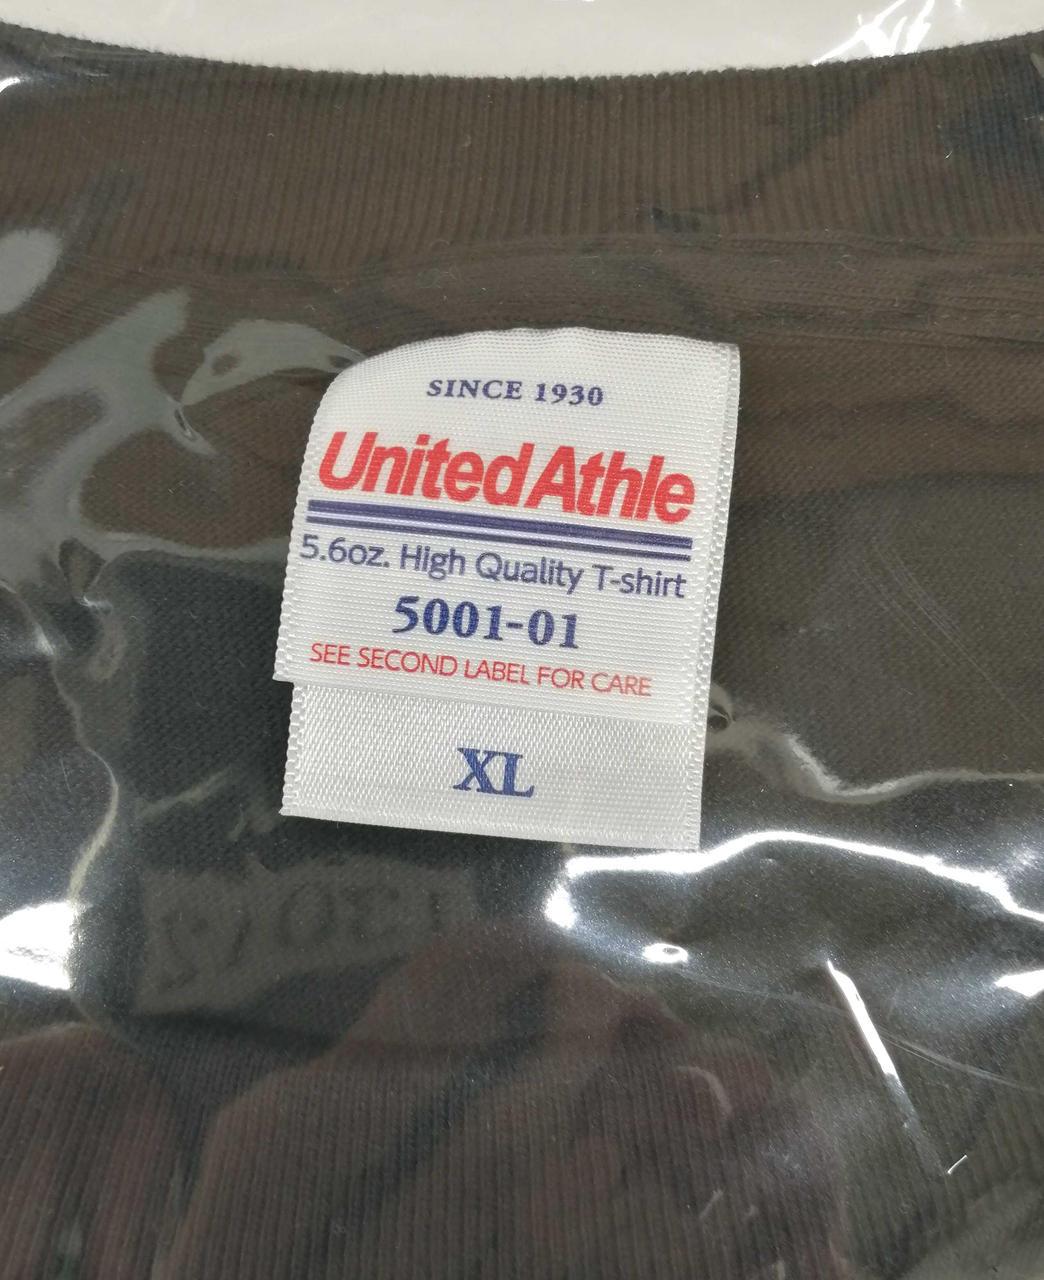 SINCE 1930
United Athle
5.6oz. High Quality T-shirt
5001-01
SEE SECOND LABEL FOR CARE
XL